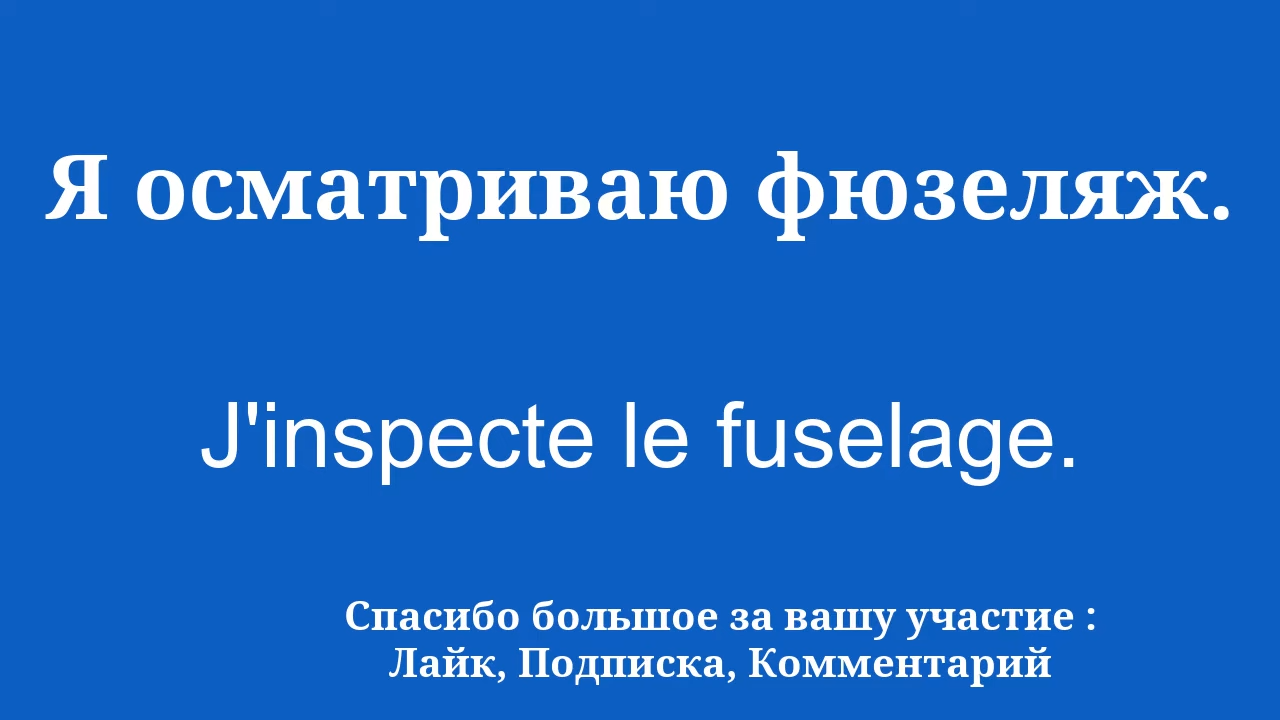 Я осматриваю фюзеляж.
J'inspecte le fuselage.
Спасибо большое за вашу участие :
Лайк, Подписка, Комментарий